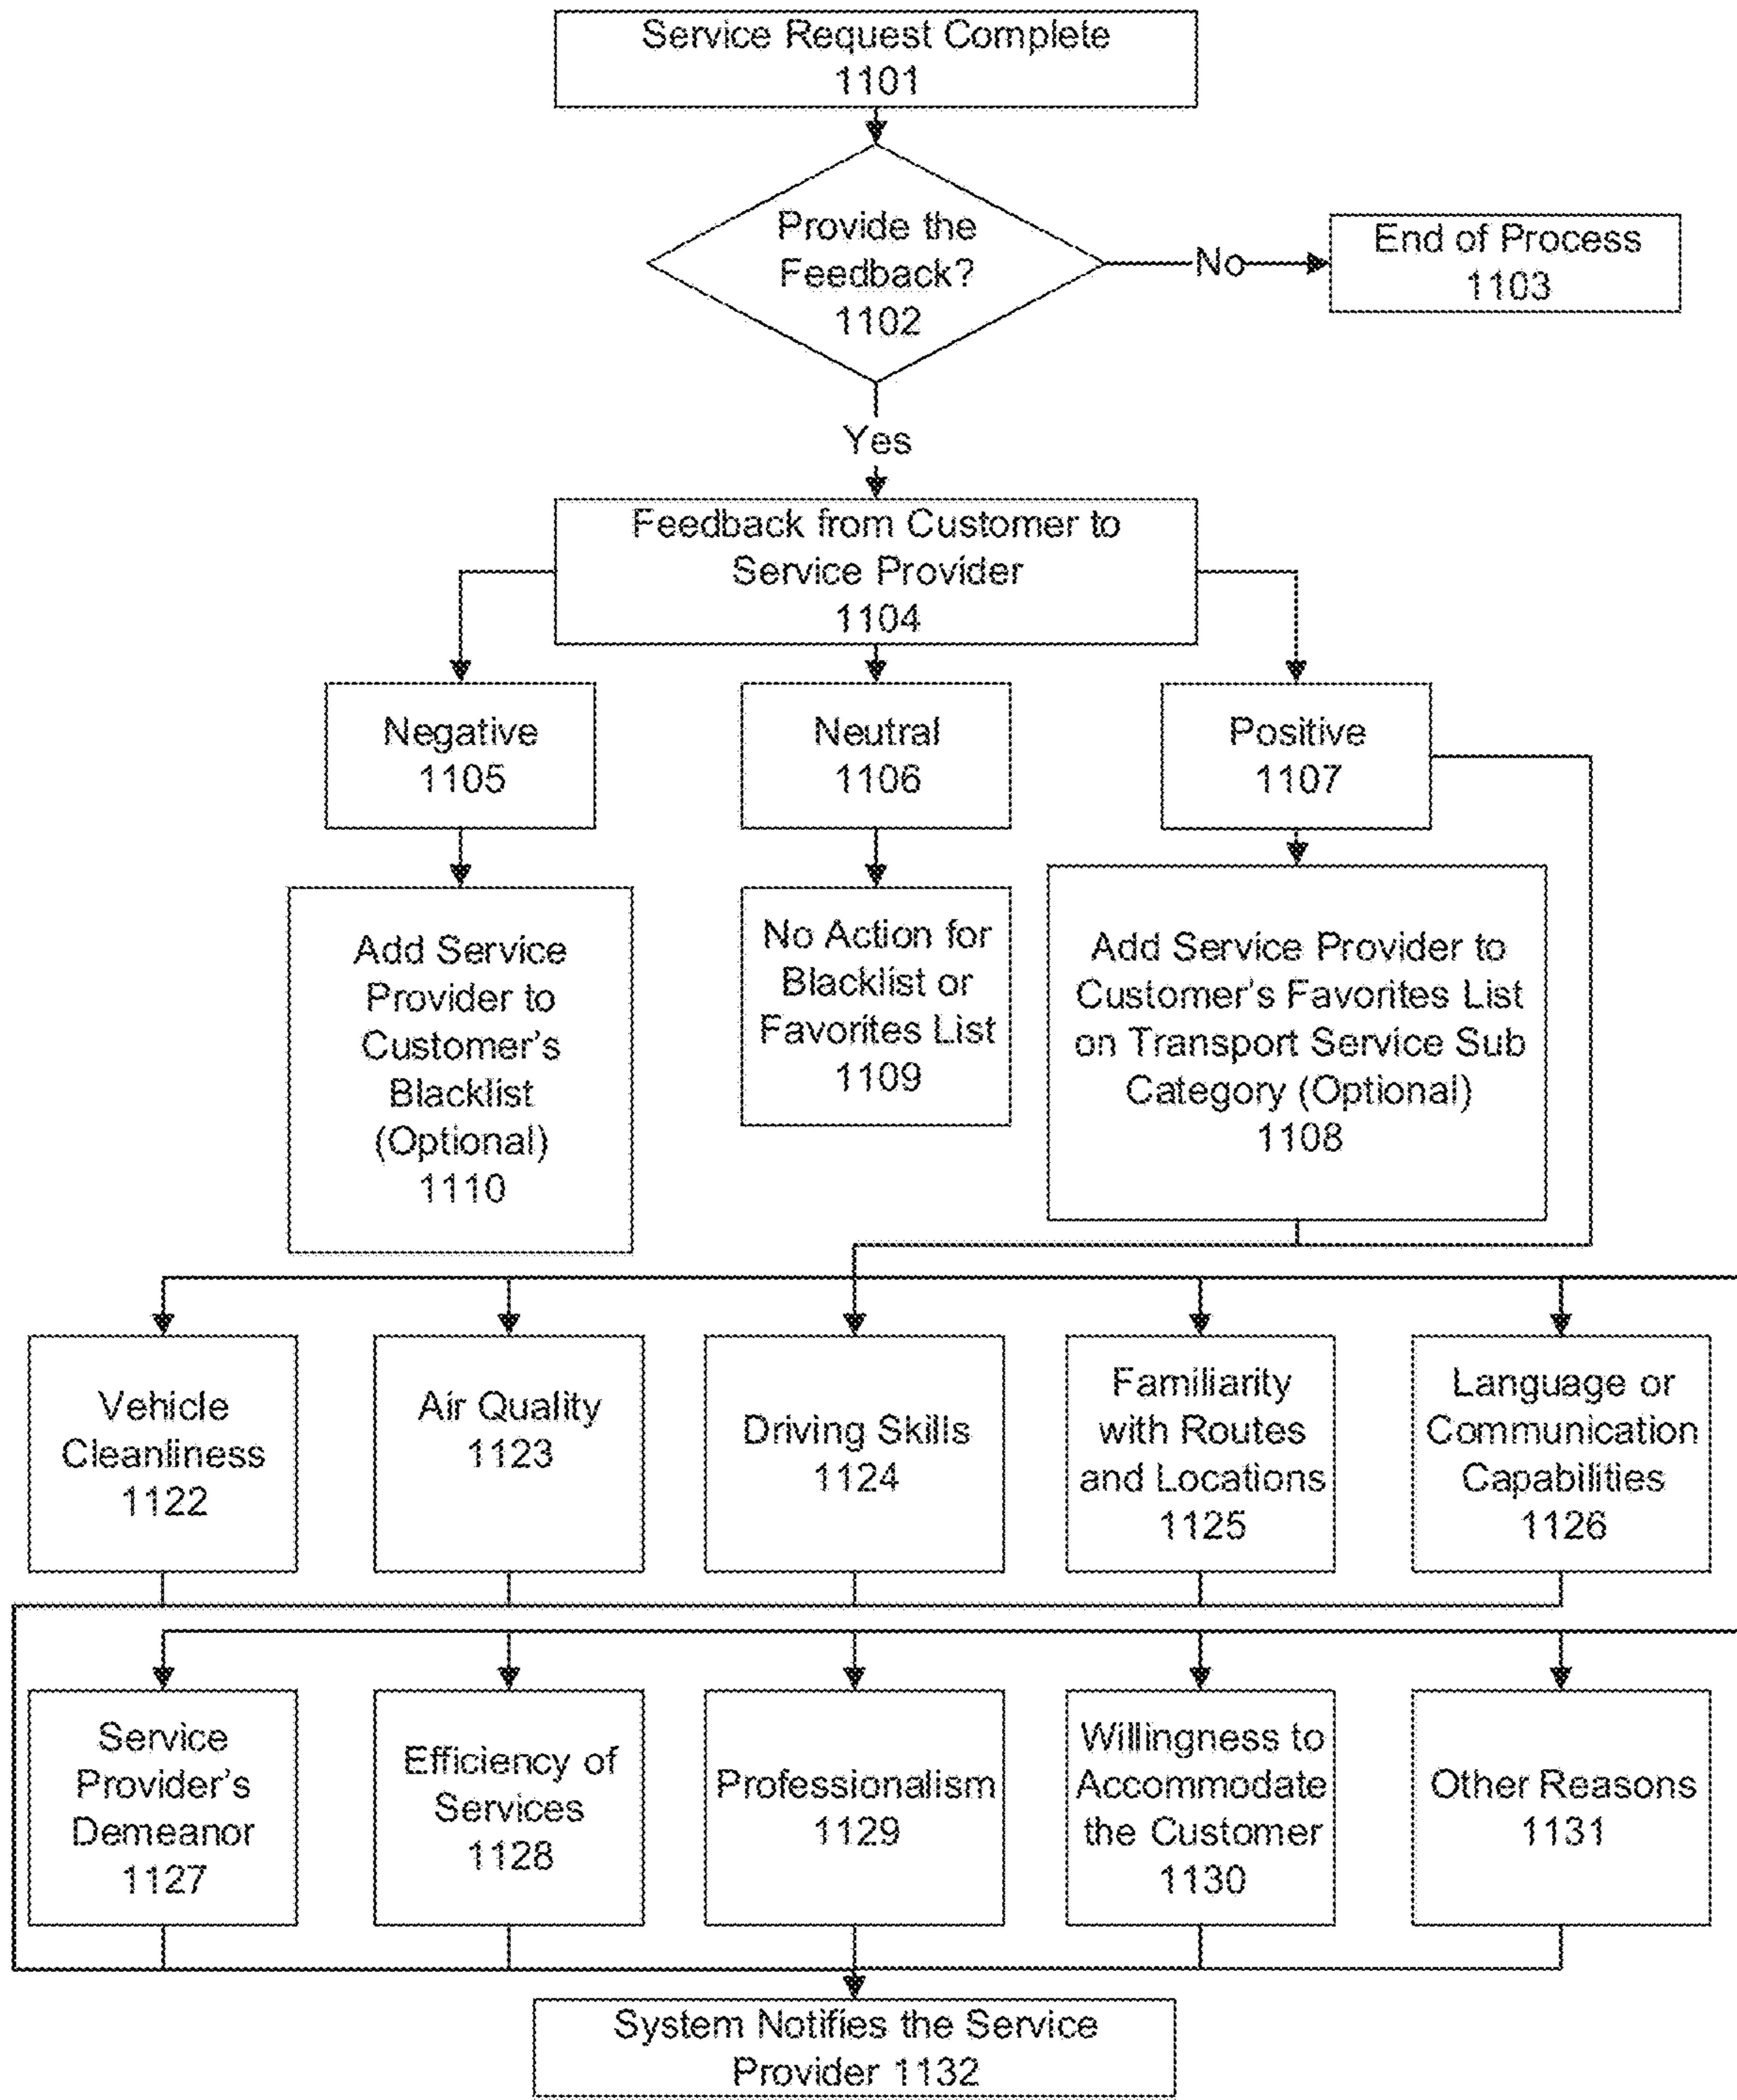 Service Request Complete
1101
Provide the
Feedback?
1102
No
End of Process
1103
Yes
Feedback from Customer to
Service Provider
1104
Negative
1105
Neutral
1106
Positive
1107
Add Service
Provider to
Customer's
Blacklist
(Optional)
1110
No Action for
Blacklist or
Favorites List
1109
Add Service Provider to
Customer's Favorites List
on Transport Service Sub
Category (Optional)
1108
Vehicle
Cleanliness
1122
Air Quality
1123
Driving Skills
1124
Familiarity
with Routes
and Locations
1125
Language or
Communication
Capabilities
1126
Service
Provider's
Demeanor
1127
Efficiency of
Services
1128
Professionalism
1129
Willingness to
Accommodate
the Customer
1130
Other Reasons
1131
System Notifies the Service
Provider 1132